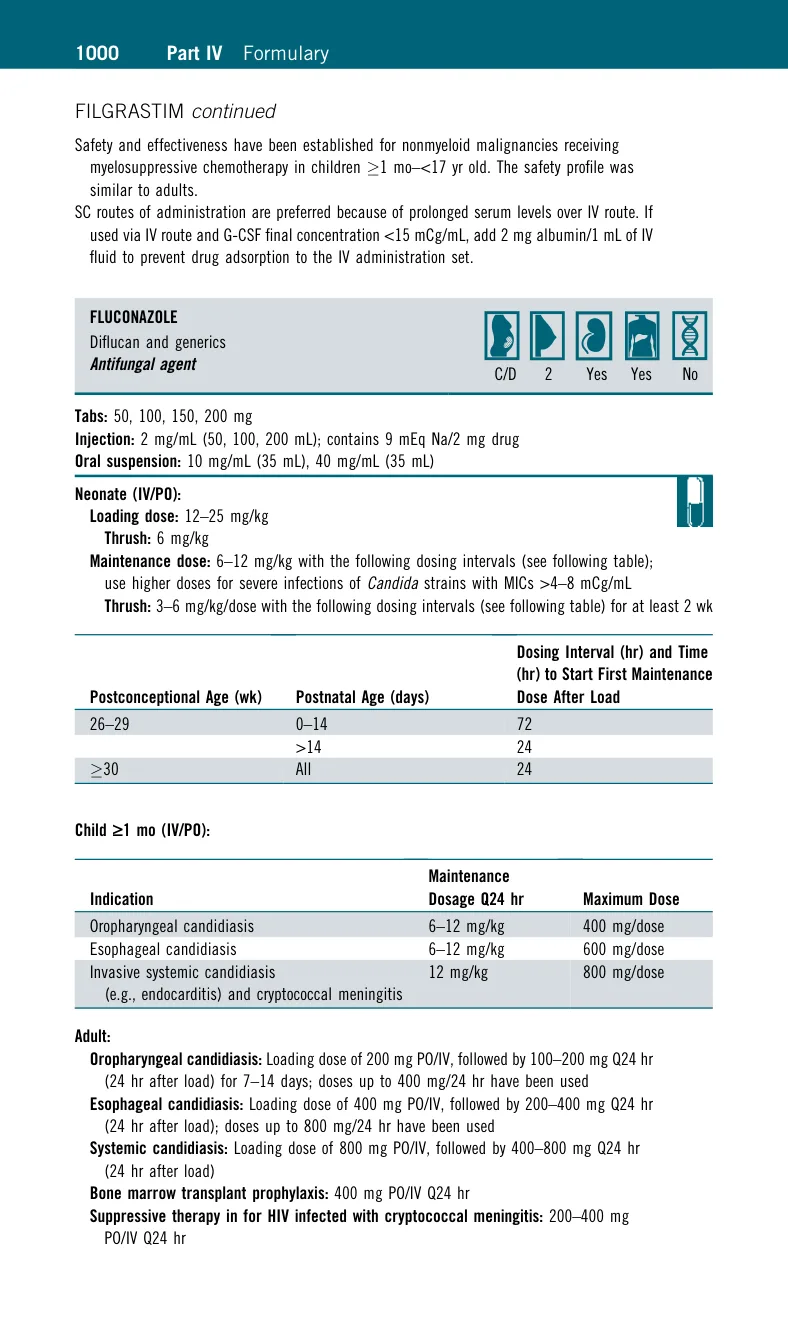 1000 Part IV Formulary
FILGRASTIM continued
Safety and effectiveness have been established for nonmyeloid malignancies receiving
myelosuppressive chemotherapy in children ≥1 mo–<17 yr old. The safety profile was
similar to adults.
SC routes of administration are preferred because of prolonged serum levels over IV route. If
used via IV route and G-CSF final concentration <15 mCg/mL, add 2 mg albumin/1 mL of IV
fluid to prevent drug adsorption to the IV administration set.
FLUCONAZOLE
Diflucan and generics
Antifungal agent
C/D 2 Yes Yes No
Tabs: 50, 100, 150, 200 mg
Injection: 2 mg/mL (50, 100, 200 mL); contains 9 mEq Na/2 mg drug
Oral suspension: 10 mg/mL (35 mL), 40 mg/mL (35 mL)
Neonate (IV/PO):
Loading dose: 12–25 mg/kg
Thrush: 6 mg/kg
Maintenance dose: 6–12 mg/kg with the following dosing intervals (see following table);
use higher doses for severe infections of Candida strains with MICs >4–8 mCg/mL
Thrush: 3–6 mg/kg/dose with the following dosing intervals (see following table) for at least 2 wk
Dosing Interval (hr) and Time
(hr) to Start First Maintenance
Postconceptional Age (wk) Postnatal Age (days) Dose After Load
26–29 0–14 72
>14 24
≥30 All 24
Child ≥1 mo (IV/PO):
Maintenance
Indication Dosage Q24 hr Maximum Dose
Oropharyngeal candidiasis 6–12 mg/kg 400 mg/dose
Esophageal candidiasis 6–12 mg/kg 600 mg/dose
Invasive systemic candidiasis 12 mg/kg 800 mg/dose
(e.g., endocarditis) and cryptococcal meningitis
Adult:
Oropharyngeal candidiasis: Loading dose of 200 mg PO/IV, followed by 100–200 mg Q24 hr
(24 hr after load) for 7–14 days; doses up to 400 mg/24 hr have been used
Esophageal candidiasis: Loading dose of 400 mg PO/IV, followed by 200–400 mg Q24 hr
(24 hr after load); doses up to 800 mg/24 hr have been used
Systemic candidiasis: Loading dose of 800 mg PO/IV, followed by 400–800 mg Q24 hr
(24 hr after load)
Bone marrow transplant prophylaxis: 400 mg PO/IV Q24 hr
Suppressive therapy in for HIV infected with cryptococcal meningitis: 200–400 mg
PO/IV Q24 hr